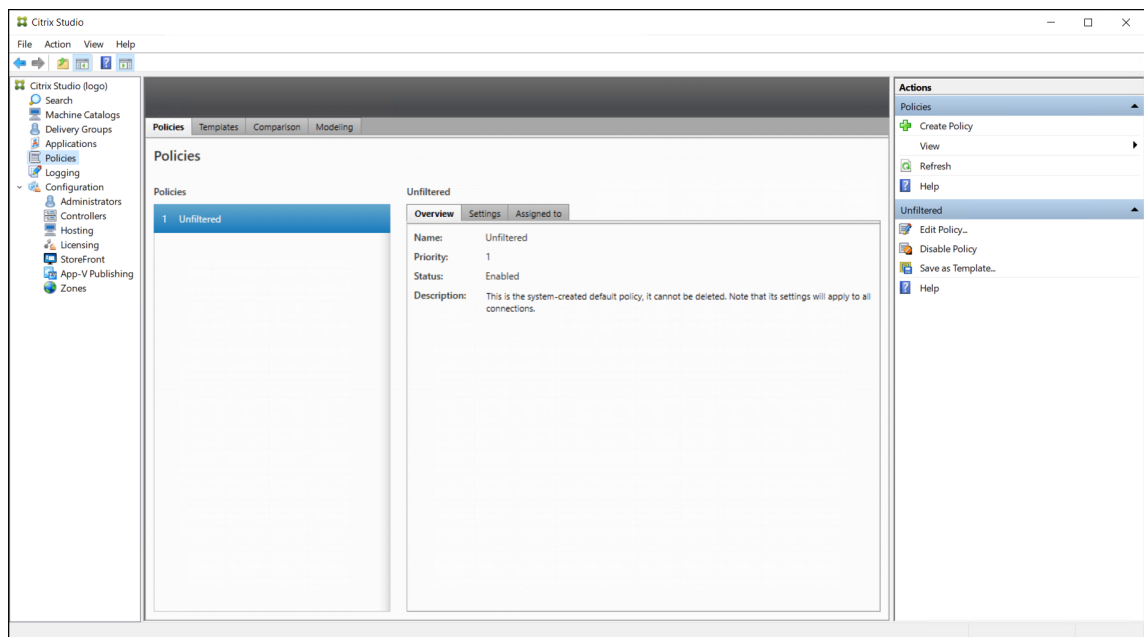 Citrix Studio
File Action View Help
Citrix Studio (logo)
Search
Machine Catalogs
Delivery Groups
Applications
Policies
Logging
Configuration
Administrators
Controllers
Hosting
Licensing
StoreFront
App-V Publishing
Zones
Policies Templates Comparison Modeling
Policies
Policies
1 Unfiltered
Unfiltered
Overview Settings Assigned to
Name: Unfiltered
Priority: 1
Status: Enabled
Description: This is the system-created default policy, it cannot be deleted. Note that its settings will apply to all
connections.
Actions
Policies
Create Policy
View
Refresh
Help
Unfiltered
Edit Policy...
Disable Policy
Save as Template...
Help